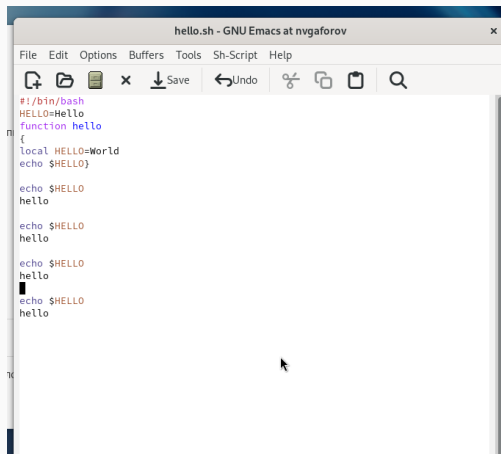 hello.sh - GNU Emacs at nvgaforov
File Edit Options Buffers Tools Sh-Script Help
Save Undo
#!/bin/bash
HELLO=Hello
function hello
{
local HELLO=World
echo $HELLO}
echo $HELLO
hello
echo $HELLO
hello
echo $HELLO
hello
echo $HELLO
hello